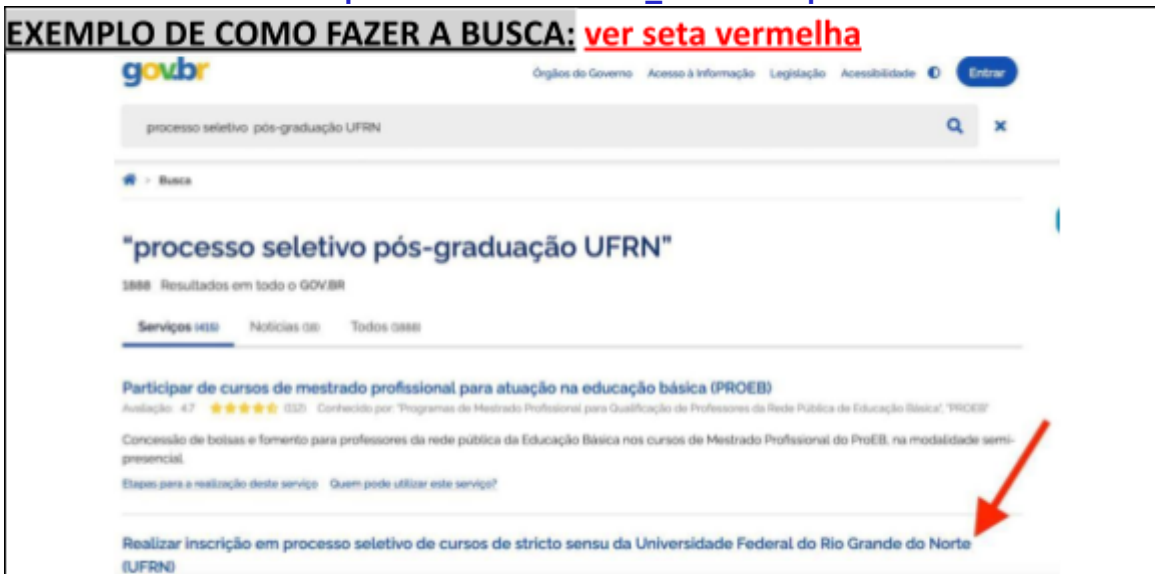 EXEMPLO DE COMO FAZER A BUSCA: ver seta vermelha
gov.br
Órgãos do Governo Acesso à Informação Legislação Acessibilidade Entrar
processo seletivo pós-graduação UFRN
> Busca
"processo seletivo pós-graduação UFRN"
1888 Resultados em todo o GOV.BR
Serviços (415) Notícias Todos (1888)
Participar de cursos de mestrado profissional para atuação na educação básica (PROEB)
Avaliação: 4.7 (112) Conhecido por: "Programas de Mestrado Profissional para Qualificação de Professores da Rede Pública de Educação Básica", "PROEB"
Concessão de bolsas e fomento para professores da rede pública da Educação Básica nos cursos de Mestrado Profissional do ProEB, na modalidade semi-
presencial.
Etapas para a realização deste serviço Quem pode utilizar este serviço?
Realizar inscrição em processo seletivo de cursos de stricto sensu da Universidade Federal do Rio Grande do Norte
(UFRN)